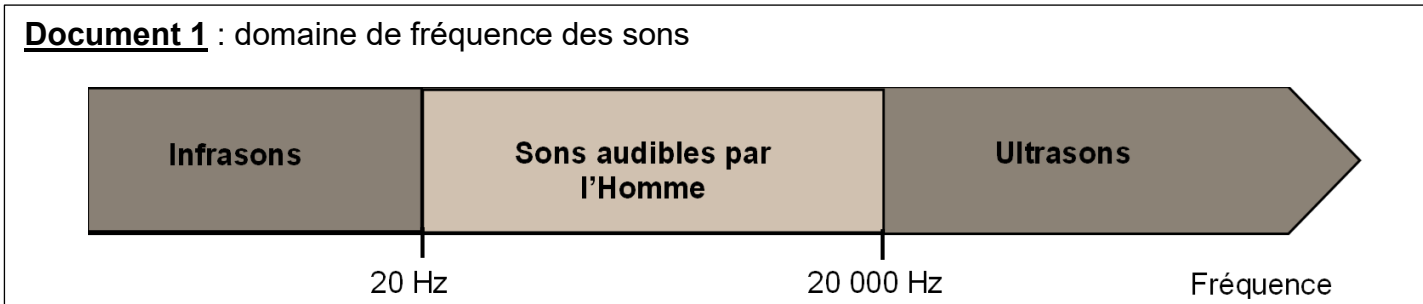 Document 1 : domaine de fréquence des sons
Infrasons
Sons audibles par
l’Homme
Ultrasons
20 Hz
20 000 Hz
Fréquence